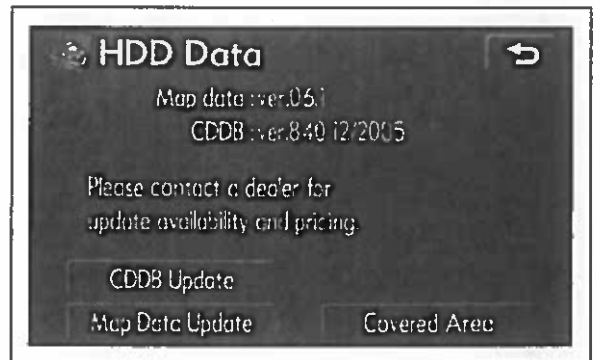 HDD Data
Map data :ver.06.1
CDDB :ver.840 12/2005
Please contact a dealer for
update availability and pricing.
CDDB Update
Map Data Update Covered Area